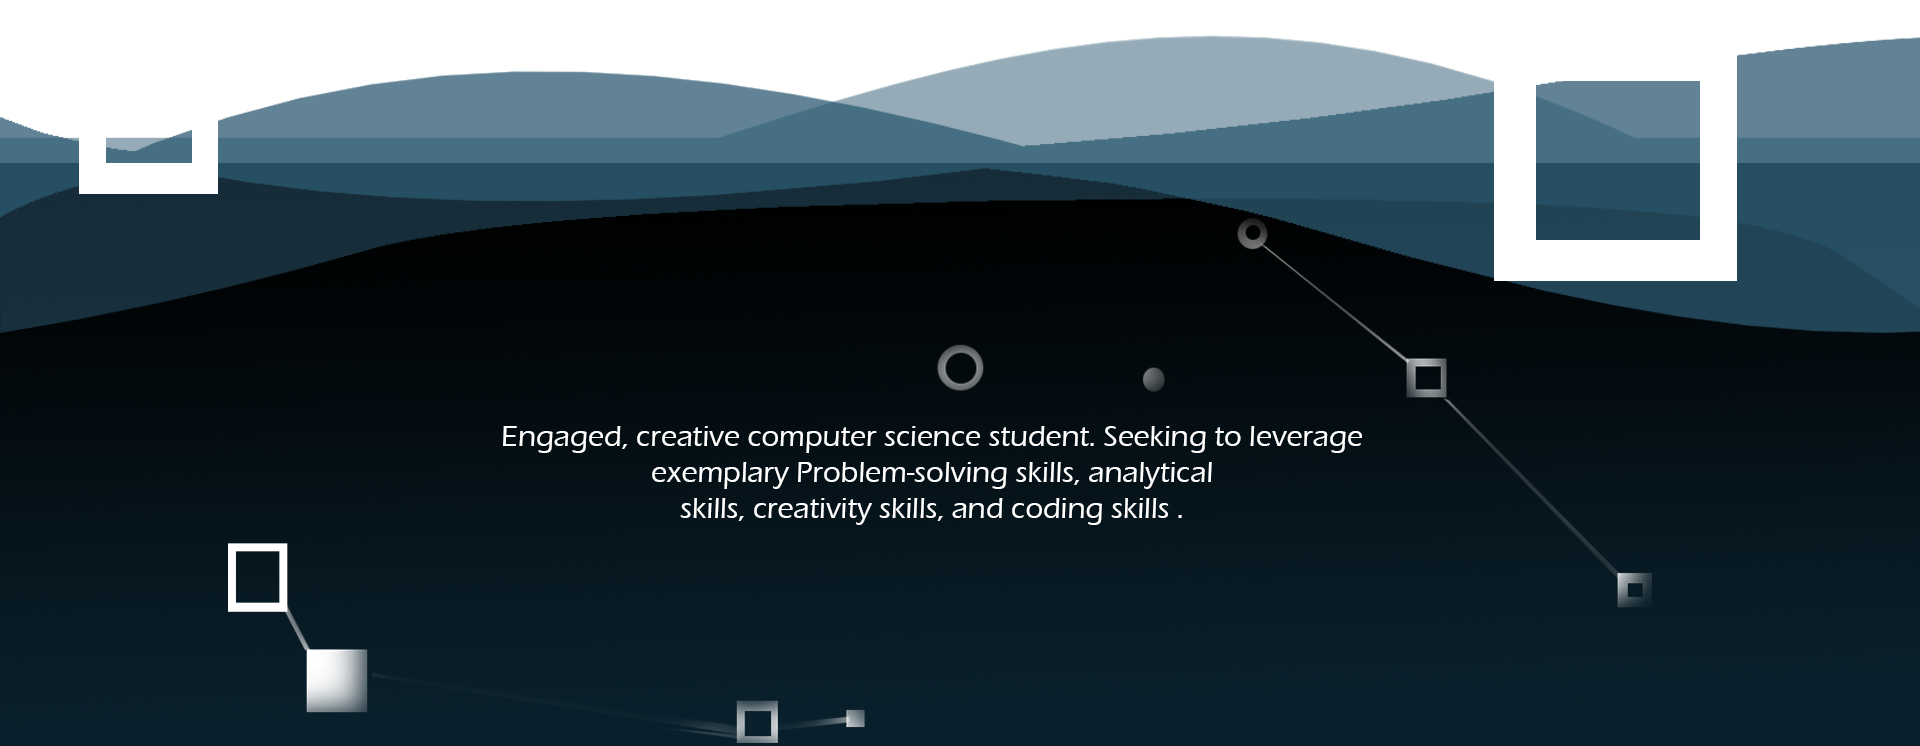 Engaged, creative computer science student. Seeking to leverage
exemplary Problem-solving skills, analytical
skills, creativity skills, and coding skills .